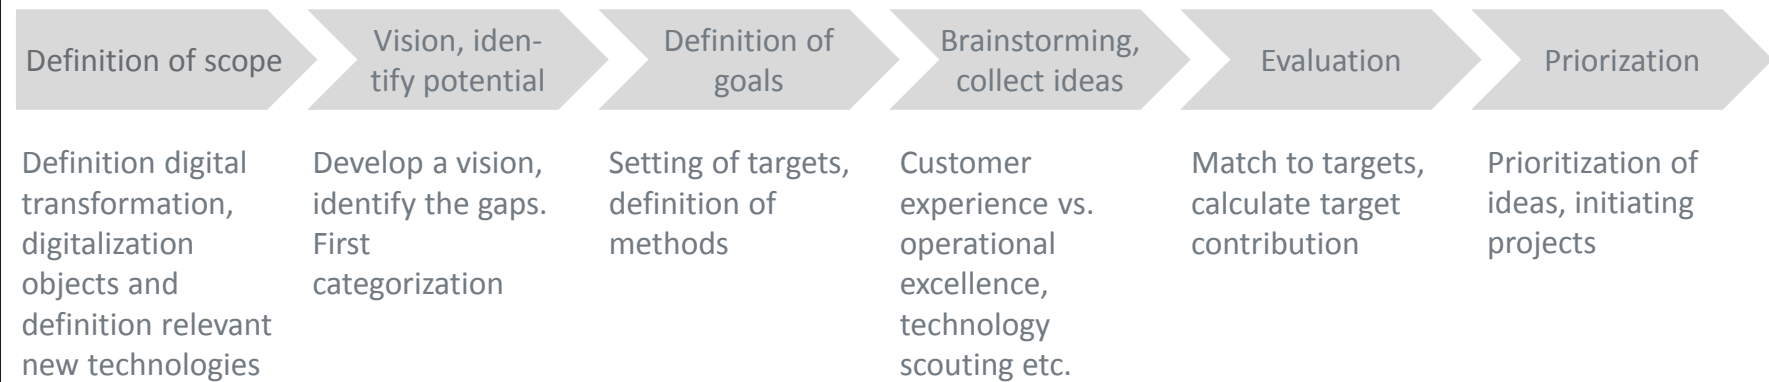 Definition of scope
Vision, iden-
tify potential
Definition of
goals
Brainstorming,
collect ideas
Evaluation
Priorization
Definition digital
transformation,
digitalization
objects and
definition relevant
new technologies
Develop a vision,
identify the gaps.
First
categorization
Setting of targets,
definition of
methods
Customer
experience vs.
operational
excellence,
technology
scouting etc.
Match to targets,
calculate target
contribution
Prioritization of
ideas, initiating
projects